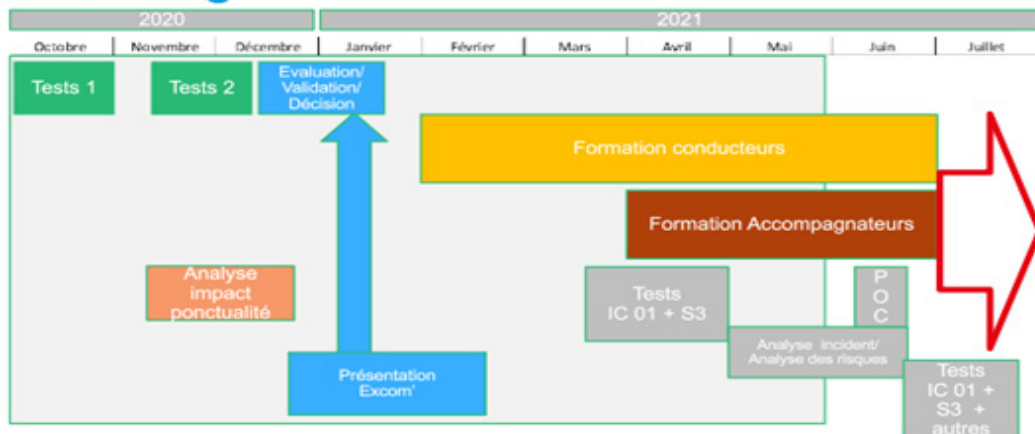 2020
2021
Octobre
Novembre
Décembre
Janvier
Février
Mars
Avril
Mai
Juin
Juillet
Tests 1
Tests 2
Evaluation/
Validation/
Décision
Formation conducteurs
Formation Accompagnateurs
Analyse
impact
ponctualité
Tests
IC 01 + S3
P
O
C
Analyse incident/
Analyse des risques
Présentation
Excom'
Tests
IC 01 +
S3 +
autres